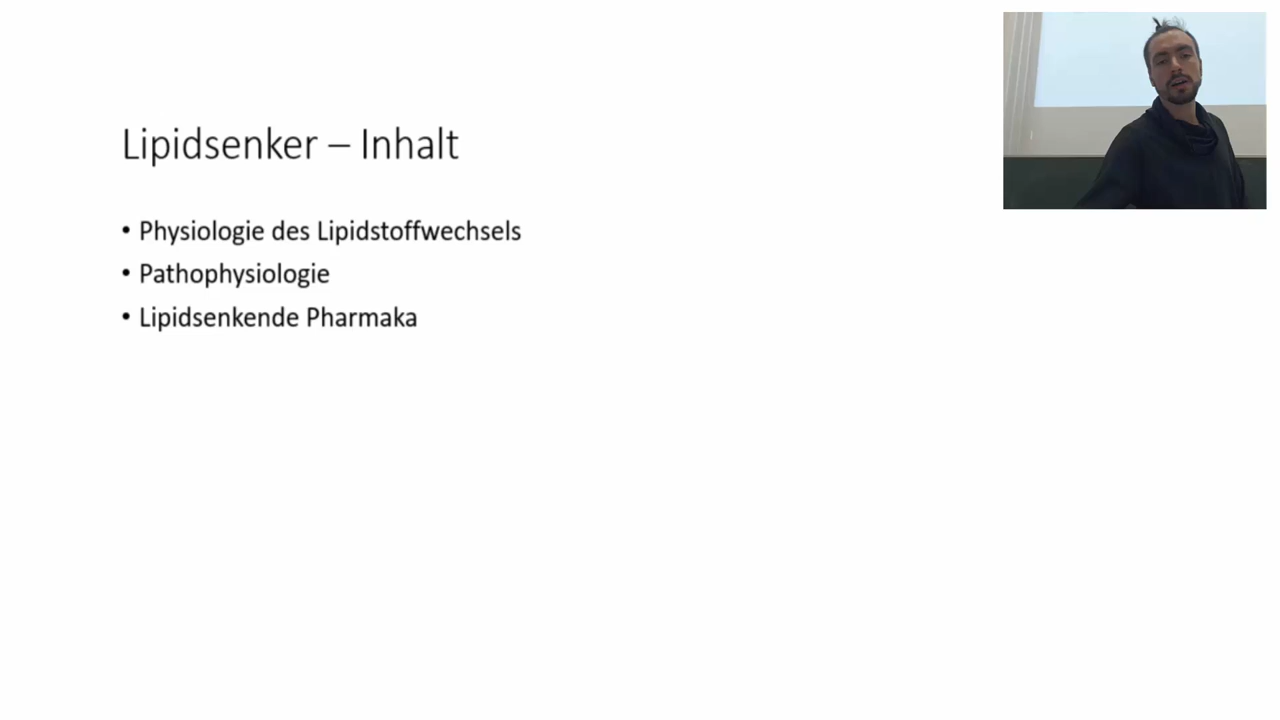 Lipidsenker – Inhalt
• Physiologie des Lipidstoffwechsels
• Pathophysiologie
• Lipidsenkende Pharmaka